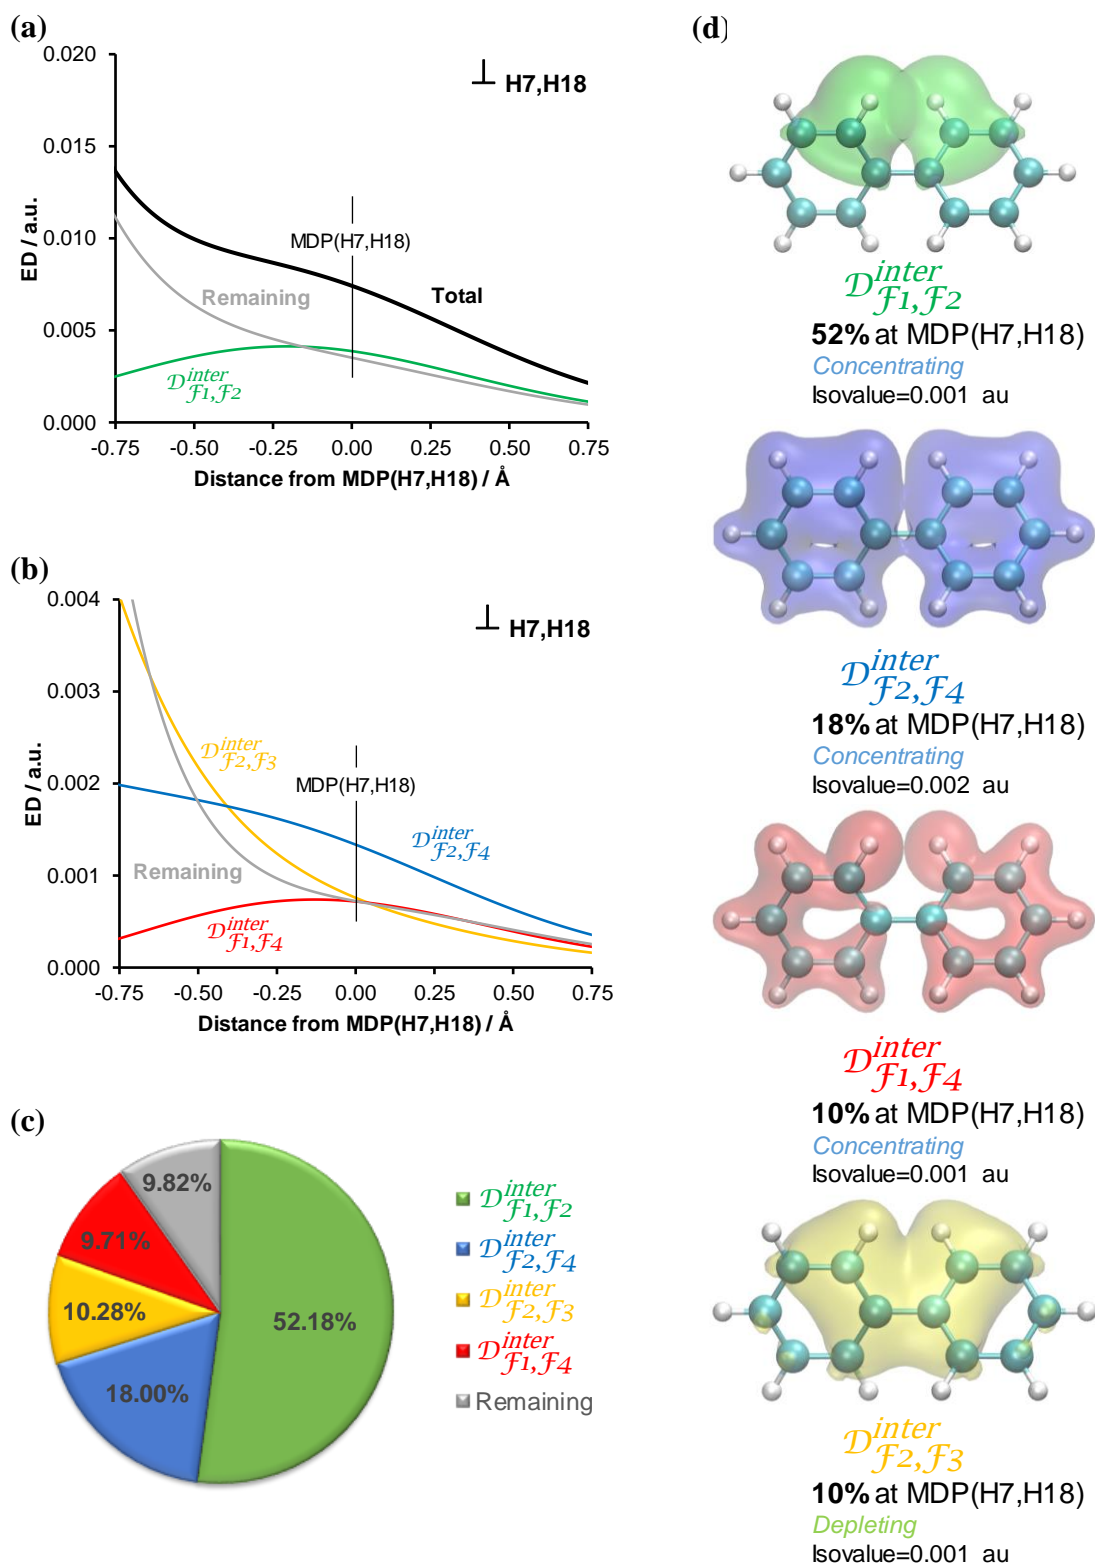 (a)
0.020
0.015
0.010
0.005
0.000
ED / a.u.
⊥ H7,H18
MDP(H7,H18)
Remaining
Total
𝒟 inter ℱ1,ℱ2
-0.75 -0.50 -0.25 0.00 0.25 0.50 0.75
Distance from MDP(H7,H18) / Å
(b)
0.004
0.003
0.002
0.001
0.000
ED / a.u.
⊥ H7,H18
𝒟 inter ℱ2,ℱ3
MDP(H7,H18)
𝒟 inter ℱ2,ℱ4
Remaining
𝒟 inter ℱ1,ℱ4
-0.75 -0.50 -0.25 0.00 0.25 0.50 0.75
Distance from MDP(H7,H18) / Å
(c)
9.82%
9.71%
10.28%
18.00%
52.18%
𝒟 inter ℱ1,ℱ2
𝒟 inter ℱ2,ℱ4
𝒟 inter ℱ2,ℱ3
𝒟 inter ℱ1,ℱ4
Remaining
(d)
𝒟 inter ℱ1,ℱ2
52% at MDP(H7,H18)
Concentrating
Isovalue=0.001 au
𝒟 inter ℱ2,ℱ4
18% at MDP(H7,H18)
Concentrating
Isovalue=0.002 au
𝒟 inter ℱ1,ℱ4
10% at MDP(H7,H18)
Concentrating
Isovalue=0.001 au
𝒟 inter ℱ2,ℱ3
10% at MDP(H7,H18)
Depleting
Isovalue=0.001 au